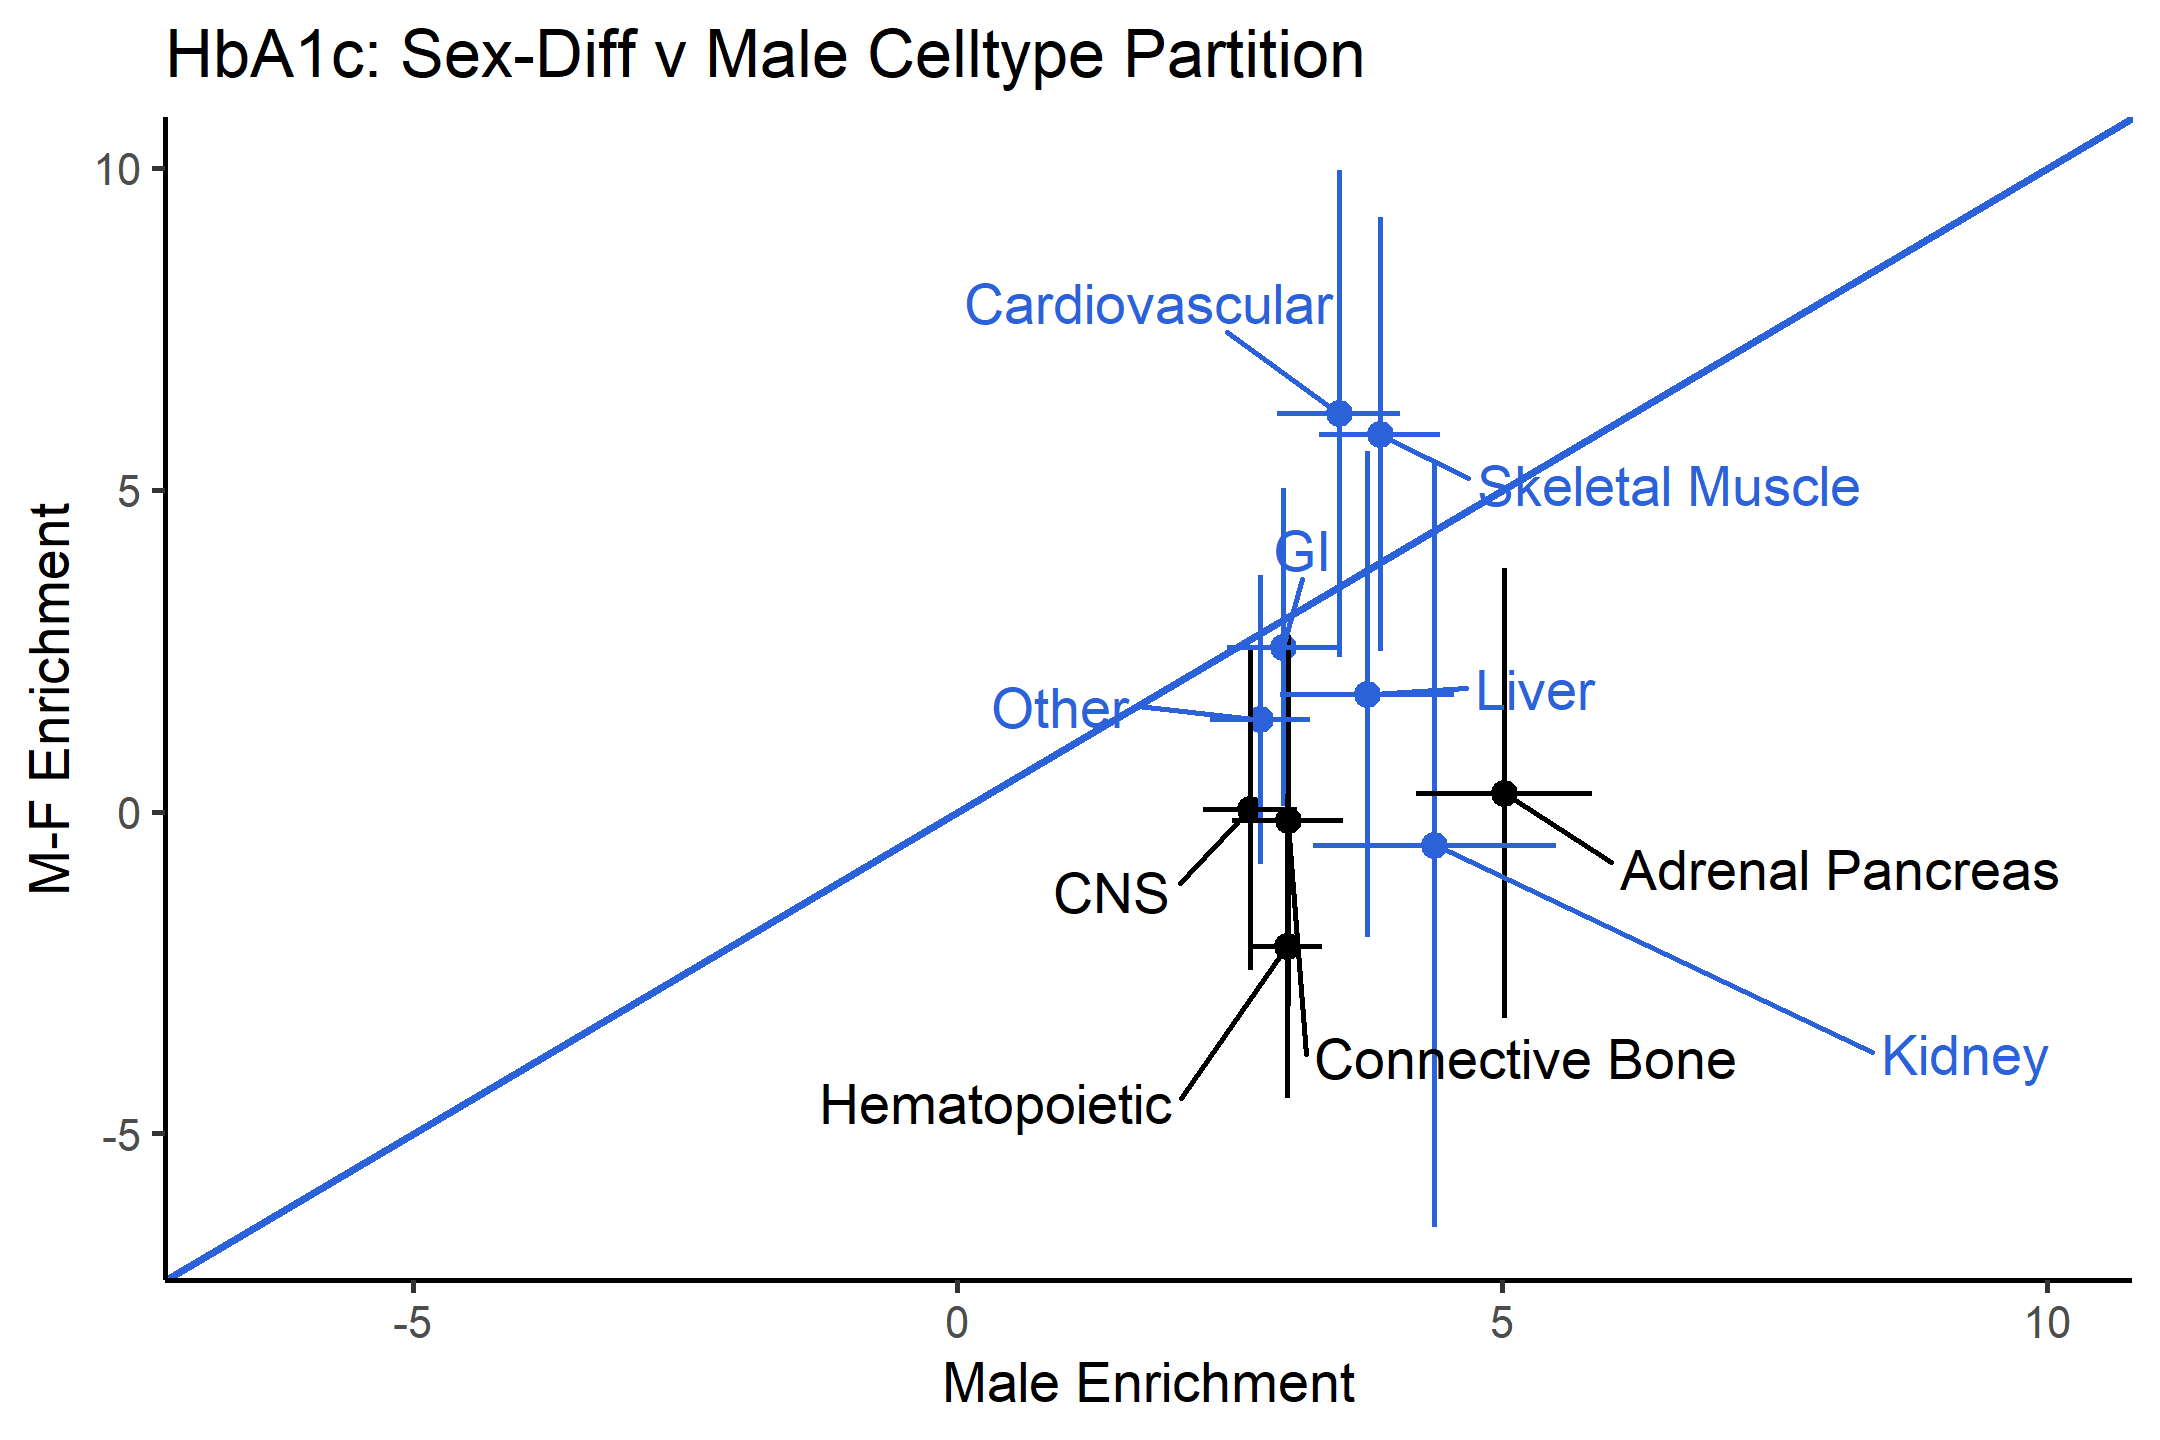 HbA1c: Sex-Diff v Male Celltype Partition
10
5
0
-5
M-F Enrichment
Cardiovascular
Skeletal Muscle
GI
Liver
Other
Adrenal Pancreas
CNS
Kidney
Connective Bone
Hematopoietic
-5
0
5
10
Male Enrichment